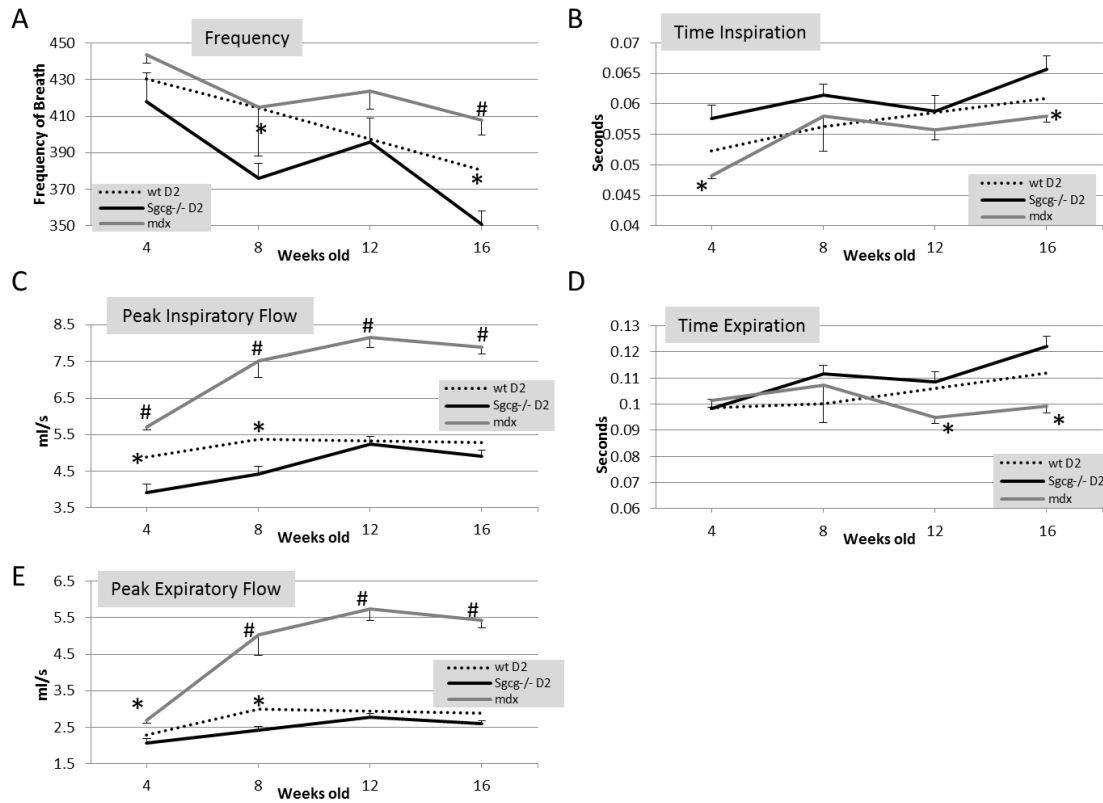 A
Frequency
Frequency of Breath
450
430
410
390
370
350
#
*
*
wt D2
Sgcg-/- D2
mdx
4
8
12
16
Weeks old
B
Time Inspiration
Seconds
0.07
0.065
0.06
0.055
0.05
0.045
0.04
*
*
wt D2
Sgcg-/- D2
mdx
4
8
12
16
Weeks old
C
Peak Inspiratory Flow
ml/s
8.5
7.5
6.5
5.5
4.5
3.5
#
#
#
#
*
*
wt D2
Sgcg-/- D2
mdx
4
8
12
16
Weeks old
D
Time Expiration
Seconds
0.13
0.12
0.11
0.1
0.09
0.08
0.07
0.06
*
*
wt D2
Sgcg-/- D2
mdx
4
8
12
16
Weeks old
E
Peak Expiratory Flow
ml/s
6.5
5.5
4.5
3.5
2.5
1.5
#
#
#
*
*
wt D2
Sgcg-/- D2
mdx
4
8
12
16
Weeks old